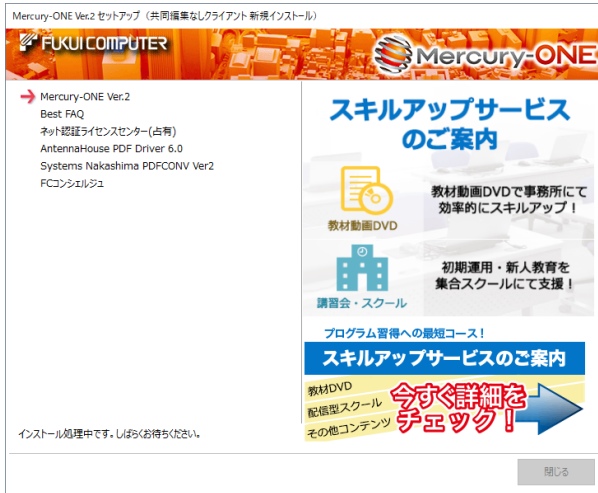 Mercury-ONE Ver.2 セットアップ（共同編集なしクライアント 新規インストール）
FUKUI COMPUTER
Mercury-ONE
Mercury-ONE Ver.2
Best FAQ
ネット認証ライセンスセンター(占有)
AntennaHouse PDF Driver 6.0
Systems Nakashima PDFCONV Ver2
FCコンシェルジュ
スキルアップサービス
のご案内
教材動画DVD
教材動画DVDで事務所にて
効率的にスキルアップ！
講習会・スクール
初期運用・新人教育を
集合スクールにて支援！
プログラム習得への最短コース！
スキルアップサービスのご案内
教材DVD
配信型スクール
その他コンテンツ
今すぐ詳細を
チェック！
インストール処理中です。しばらくお待ちください。
閉じる